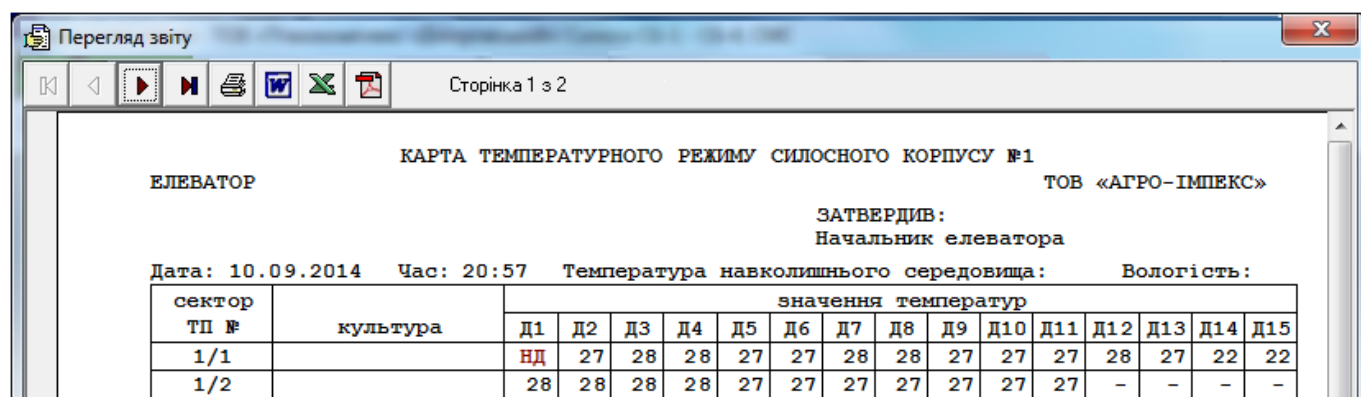 Перегляд звіту
Сторінка 1 з 2
КАРТА ТЕМПЕРАТУРНОГО РЕЖИМУ СИЛОСНОГО КОРПУСУ №1
ЕЛЕВАТОР ТОВ «АГРО-ІМПЕКС»
ЗАТВЕРДИВ:
Начальник елеватора
Дата: 10.09.2014 Час: 20:57 Температура навколишнього середовища: Вологість:
сектор значення температур
ТП № культура Д1 Д2 Д3 Д4 Д5 Д6 Д7 Д8 Д9 Д10 Д11 Д12 Д13 Д14 Д15
1/1 НД 27 28 28 27 27 28 28 27 27 27 28 27 22 22
1/2 28 28 28 28 27 27 27 27 27 27 27 - - - -